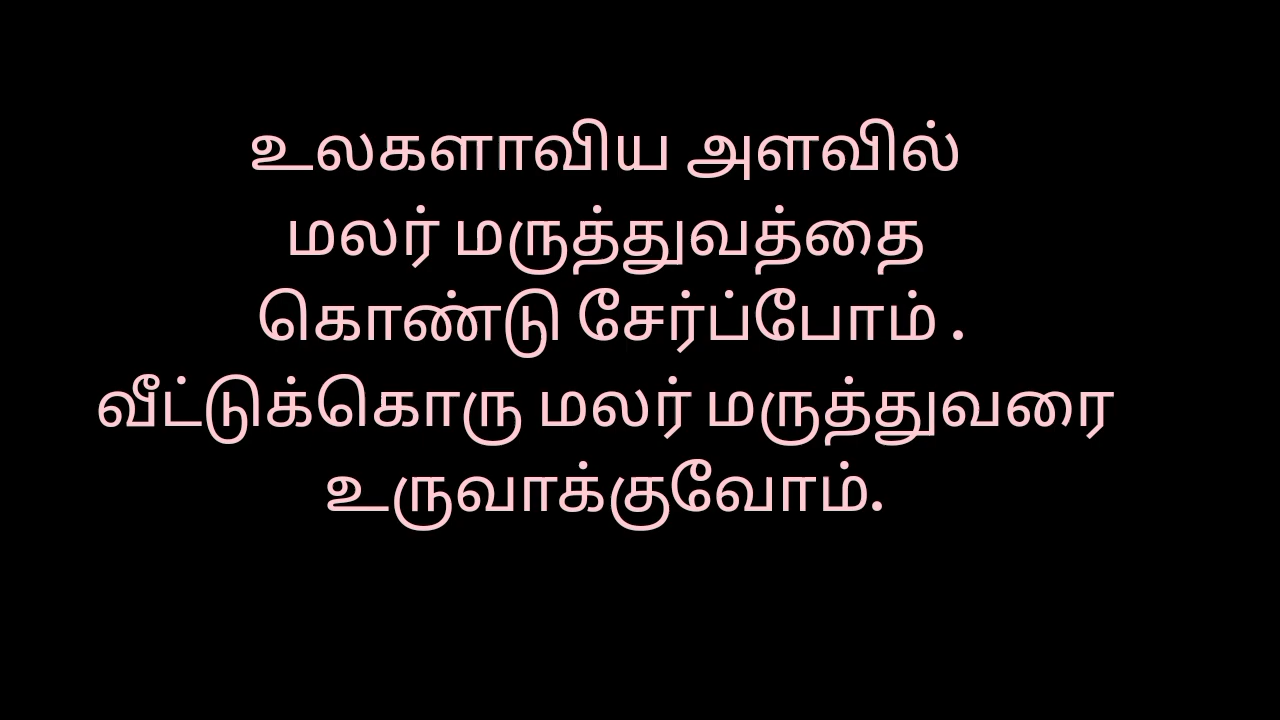 உலகளாவிய அளவில்
மலர் மருத்துவத்தை
கொண்டு சேர்ப்போம் .
வீட்டுக்கொரு மலர் மருத்துவரை
உருவாக்குவோம்.